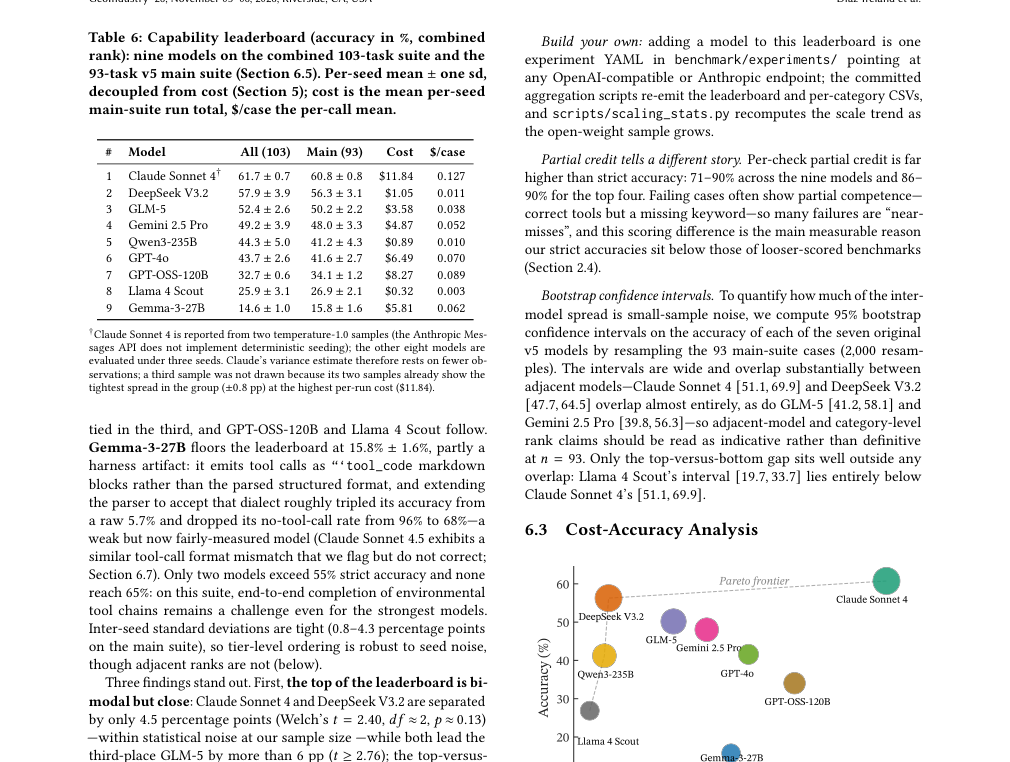 Table 6: Capability leaderboard (accuracy in %, combined
rank): nine models on the combined 103-task suite and the
93-task v5 main suite (Section 6.5). Per-seed mean ± one sd,
decoupled from cost (Section 5); cost is the mean per-seed
main-suite run total, $/case the per-call mean.
# Model All (103) Main (93) Cost $/case
1 Claude Sonnet 4† 61.7 ± 0.7 60.8 ± 0.8 $11.84 0.127
2 DeepSeek V3.2 57.9 ± 3.9 56.3 ± 3.1 $1.05 0.011
3 GLM-5 52.4 ± 2.6 50.2 ± 2.2 $3.58 0.038
4 Gemini 2.5 Pro 49.2 ± 3.9 48.0 ± 3.3 $4.87 0.052
5 Qwen3-235B 44.3 ± 5.0 41.2 ± 4.3 $0.89 0.010
6 GPT-4o 43.7 ± 2.6 41.6 ± 2.7 $6.49 0.070
7 GPT-OSS-120B 32.7 ± 0.6 34.1 ± 1.2 $8.27 0.089
8 Llama 4 Scout 25.9 ± 3.1 26.9 ± 2.1 $0.32 0.003
9 Gemma-3-27B 14.6 ± 1.0 15.8 ± 1.6 $5.81 0.062
†Claude Sonnet 4 is reported from two temperature-1.0 samples (the Anthropic Mes-
sages API does not implement deterministic seeding); the other eight models are
evaluated under three seeds. Claude's variance estimate therefore rests on fewer ob-
servations; a third sample was not drawn because its two samples already show the
tightest spread in the group (±0.8 pp) at the highest per-run cost ($11.84).
tied in the third, and GPT-OSS-120B and Llama 4 Scout follow.
Gemma-3-27B floors the leaderboard at 15.8% ± 1.6%, partly a
harness artifact: it emits tool calls as “‘tool_code markdown
blocks rather than the parsed structured format, and extending
the parser to accept that dialect roughly tripled its accuracy from
a raw 5.7% and dropped its no-tool-call rate from 96% to 68%—a
weak but now fairly-measured model (Claude Sonnet 4.5 exhibits a
similar tool-call format mismatch that we flag but do not correct;
Section 6.7). Only two models exceed 55% strict accuracy and none
reach 65%: on this suite, end-to-end completion of environmental
tool chains remains a challenge even for the strongest models.
Inter-seed standard deviations are tight (0.8–4.3 percentage points
on the main suite), so tier-level ordering is robust to seed noise,
though adjacent ranks are not (below).
Three findings stand out. First, the top of the leaderboard is bi-
modal but close: Claude Sonnet 4 and DeepSeek V3.2 are separated
by only 4.5 percentage points (Welch's t = 2.40, df ≈ 2, p ≈ 0.13)
—within statistical noise at our sample size —while both lead the
third-place GLM-5 by more than 6 pp (t ≥ 2.76); the top-versus-
Build your own: adding a model to this leaderboard is one
experiment YAML in benchmark/experiments/ pointing at
any OpenAI-compatible or Anthropic endpoint; the committed
aggregation scripts re-emit the leaderboard and per-category CSVs,
and scripts/scaling_stats.py recomputes the scale trend as
the open-weight sample grows.
Partial credit tells a different story. Per-check partial credit is far
higher than strict accuracy: 71–90% across the nine models and 86–
90% for the top four. Failing cases often show partial competence—
correct tools but a missing keyword—so many failures are “near-
misses”, and this scoring difference is the main measurable reason
our strict accuracies sit below those of looser-scored benchmarks
(Section 2.4).
Bootstrap confidence intervals. To quantify how much of the inter-
model spread is small-sample noise, we compute 95% bootstrap
confidence intervals on the accuracy of each of the seven original
v5 models by resampling the 93 main-suite cases (2,000 resam-
ples). The intervals are wide and overlap substantially between
adjacent models—Claude Sonnet 4 [51.1, 69.9] and DeepSeek V3.2
[47.7, 64.5] overlap almost entirely, as do GLM-5 [41.2, 58.1] and
Gemini 2.5 Pro [39.8, 56.3]—so adjacent-model and category-level
rank claims should be read as indicative rather than definitive
at n = 93. Only the top-versus-bottom gap sits well outside any
overlap: Llama 4 Scout's interval [19.7, 33.7] lies entirely below
Claude Sonnet 4's [51.1, 69.9].
6.3 Cost-Accuracy Analysis
Accuracy (%)
60
50
40
30
20
Pareto frontier
Claude Sonnet 4
DeepSeek V3.2
GLM-5
Gemini 2.5 Pro
GPT-4o
Qwen3-235B
GPT-OSS-120B
Llama 4 Scout
Gemma-3-27B